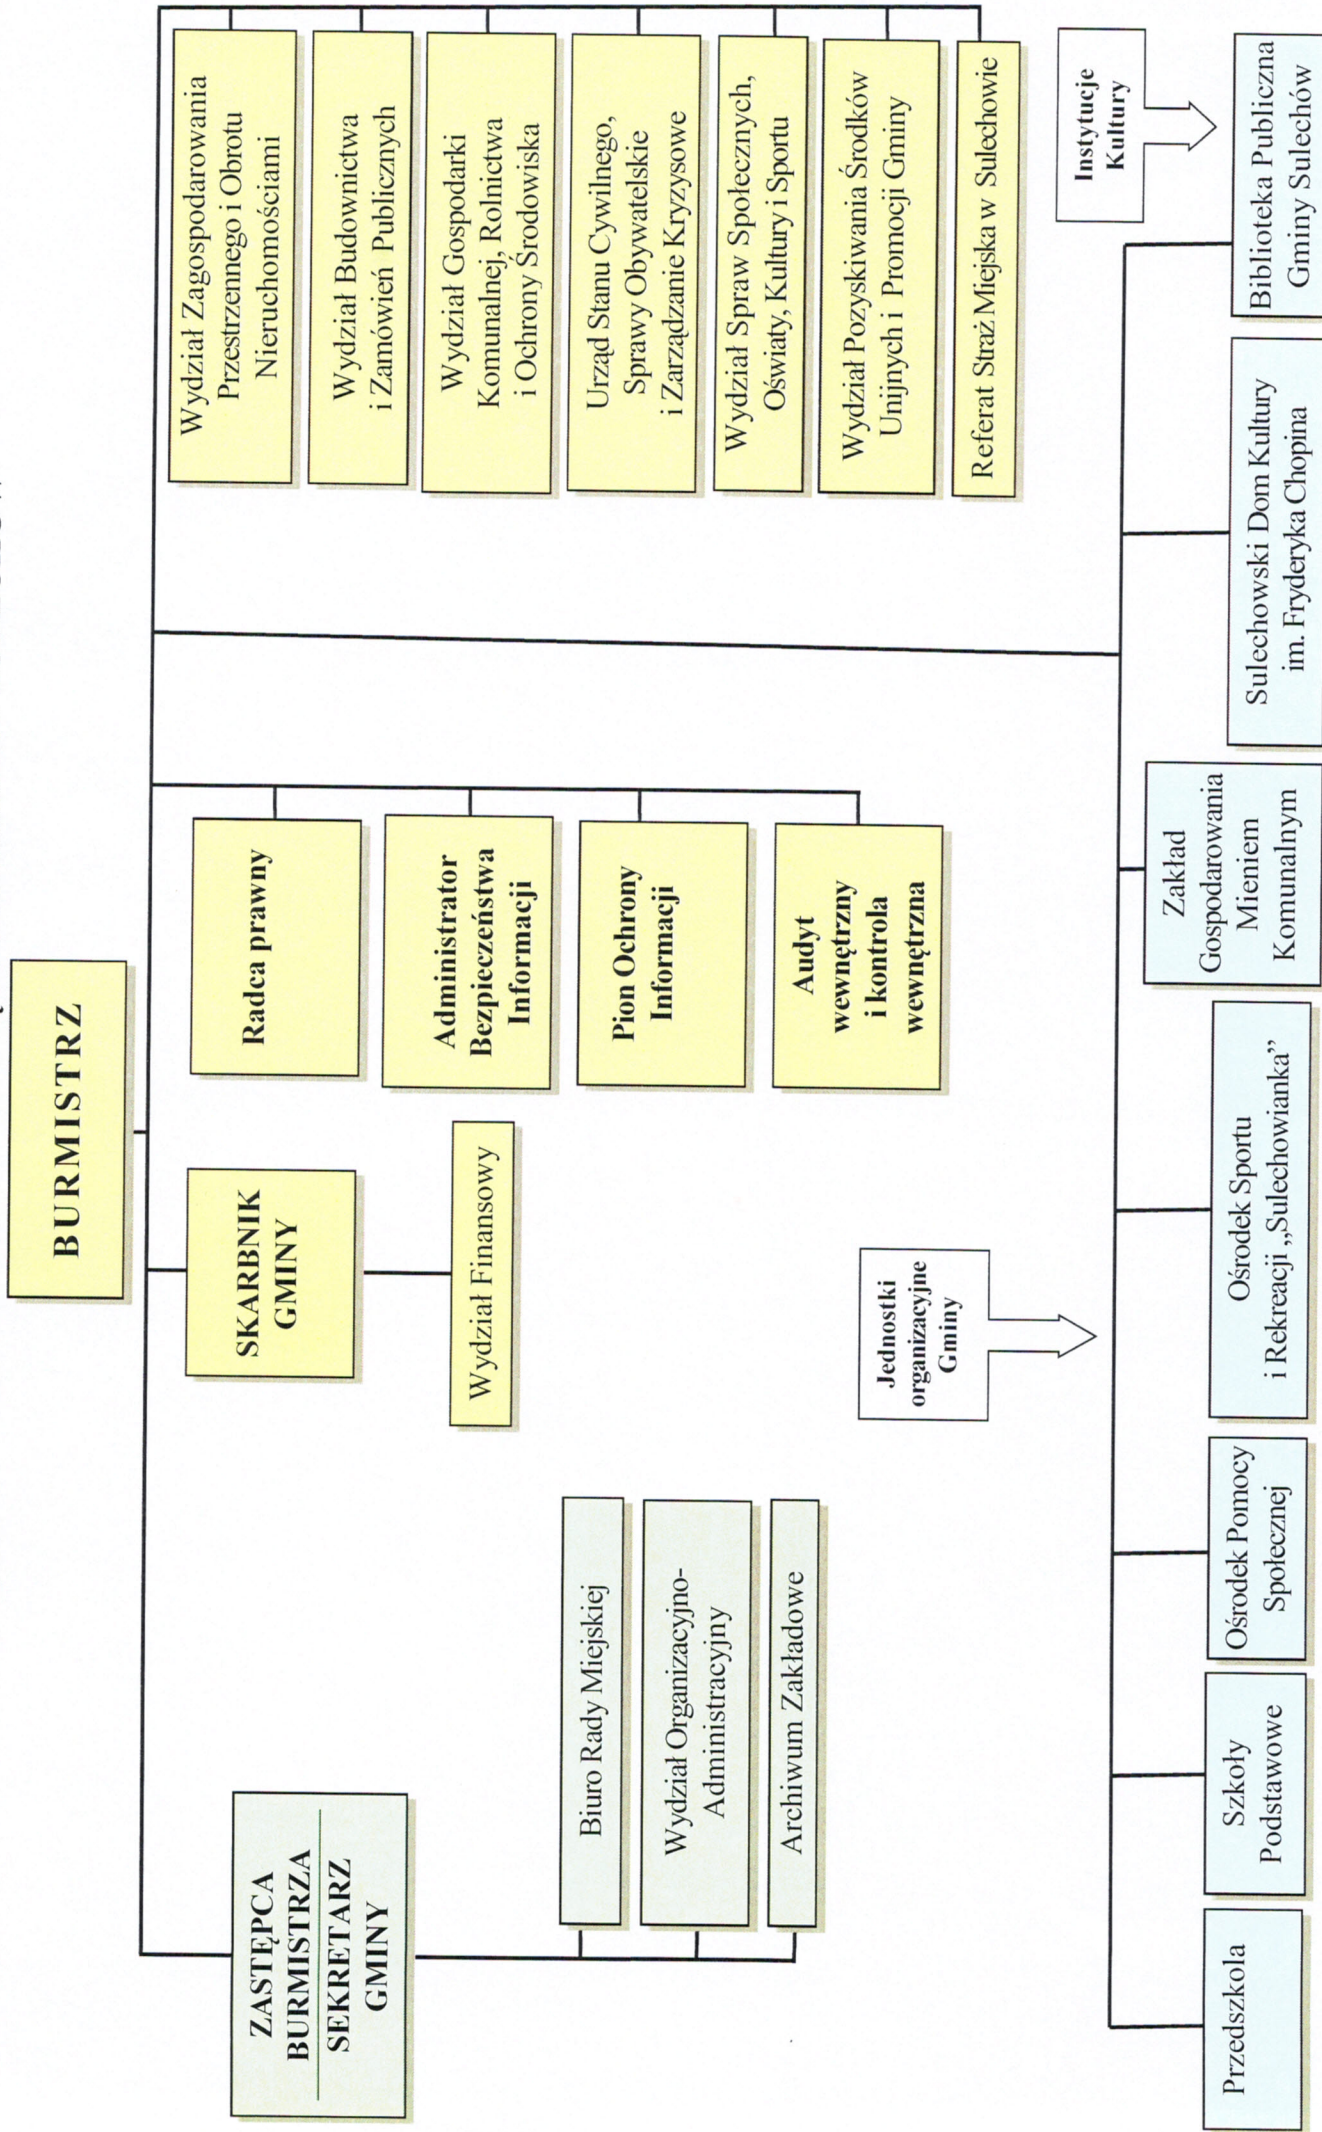 BURMISTRZ
ZASTĘPCA
BURMISTRZA
SEKRETARZ
GMINY
Biuro Rady Miejskiej
Wydział Organizacyjno-
Administracyjny
Archiwum Zakładowe
SKARBNIK
GMINY
Wydział Finansowy
Radca prawny
Administrator
Bezpieczeństwa
Informacji
Pion Ochrony
Informacji
Audyt
wewnętrzny
i kontrola
wewnętrzna
Wydział Zagospodarowania
Przestrzennego i Obrotu
Nieruchomościami
Wydział Budownictwa
i Zamówień Publicznych
Wydział Gospodarki
Komunalnej, Rolnictwa
i Ochrony Środowiska
Urząd Stanu Cywilnego,
Sprawy Obywatelskie
i Zarządzanie Kryzysowe
Wydział Spraw Społecznych,
Oświaty, Kultury i Sportu
Wydział Pozyskiwania Środków
Unijnych i Promocji Gminy
Referat Straż Miejska w Sulechowie
Jednostki
organizacyjne
Gminy
Instytucje
Kultury
Przedszkola
Szkoły
Podstawowe
Ośrodek Pomocy
Społecznej
Ośrodek Sportu
i Rekreacji „Sulechowianka”
Zakład
Gospodarowania
Mieniem
Komunalnym
Sulechowski Dom Kultury
im. Fryderyka Chopina
Biblioteka Publiczna
Gminy Sulechów